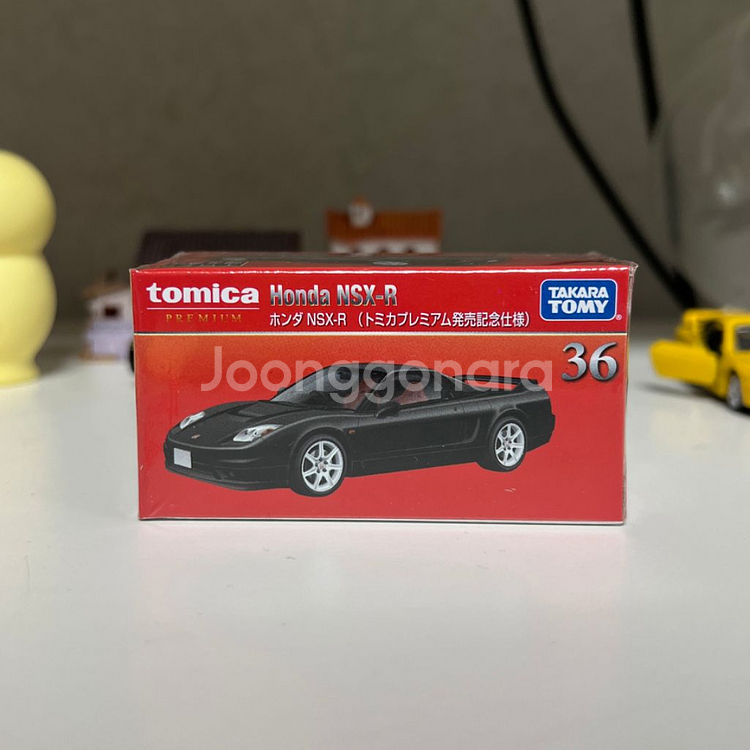 tomica
PREMIUM
Honda NSX-R
ホンダ NSX-R （トミカプレミアム発売記念仕様）
TAKARA
TOMY
®
36
Joonggonara